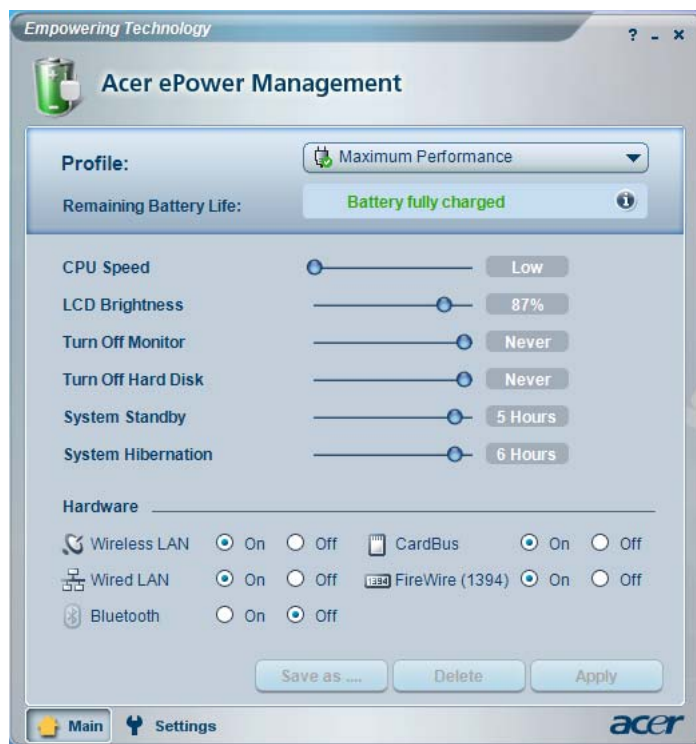 Empowering Technology
? - ×
Acer ePower Management
Profile: Maximum Performance
Remaining Battery Life: Battery fully charged
CPU Speed Low
LCD Brightness 87%
Turn Off Monitor Never
Turn Off Hard Disk Never
System Standby 5 Hours
System Hibernation 6 Hours
Hardware
Wireless LAN On Off CardBus On Off
Wired LAN On Off 1394 FireWire (1394) On Off
Bluetooth On Off
Save as .... Delete Apply
Main Settings acer